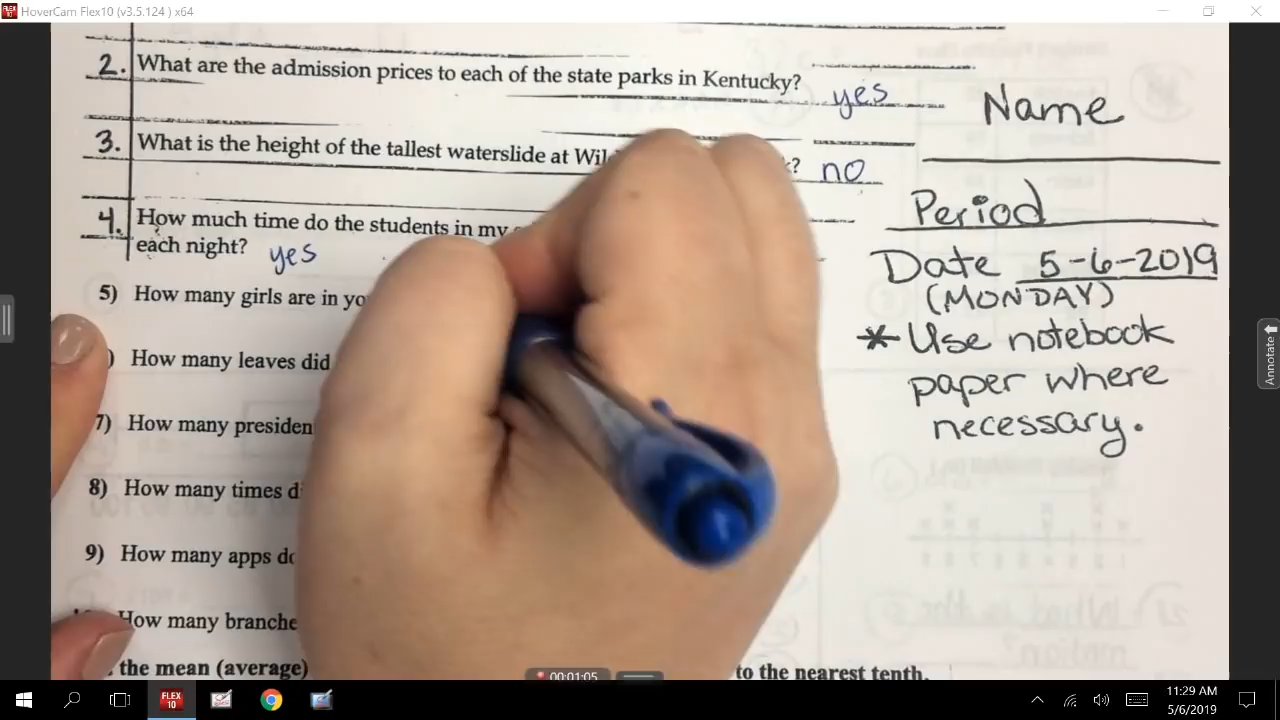 HoverCam Flex10 (v3.5.124 ) x64
2. What are the admission prices to each of the state parks in Kentucky? yes
3. What is the height of the tallest waterslide at ? no
4. How much time do the students in my
each night? yes
5) How many girls are in
) How many leaves did
7) How many
8) How many times
9) How many apps
How many
the mean (average) to the nearest tenth.
Name
Period
Date 5-6-2019
(MONDAY)
* Use notebook
paper where
necessary.
Annotate
00:01:05
FLEX
10
11:29 AM
5/6/2019